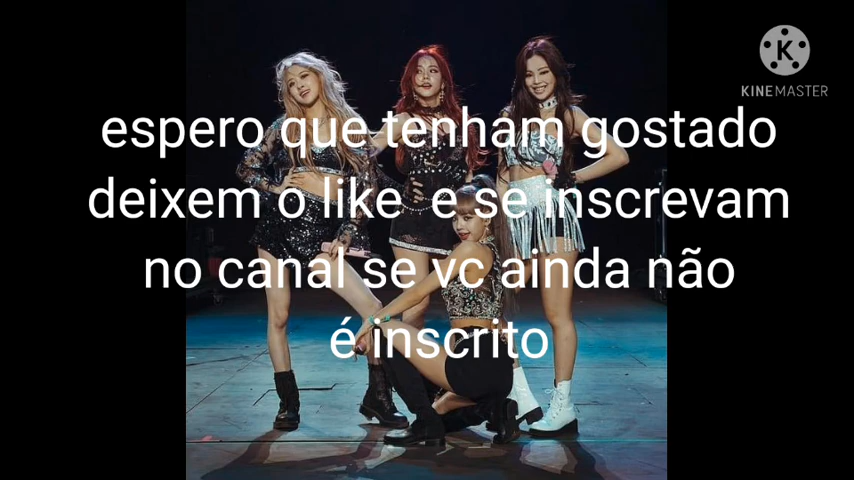 KINEMASTER
espero que tenham gostado
deixem o like e se inscrevam
no canal se vc ainda não
é inscrito